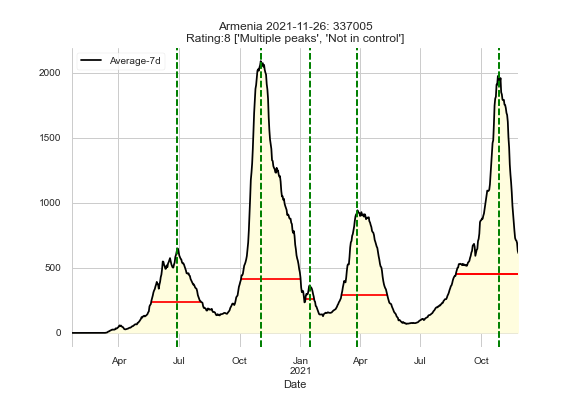 Armenia 2021-11-26: 337005
Rating:8 ['Multiple peaks', 'Not in control']
Average-7d
2000
1500
1000
500
0
Apr Jul Oct Jan Apr Jul Oct
2021
Date